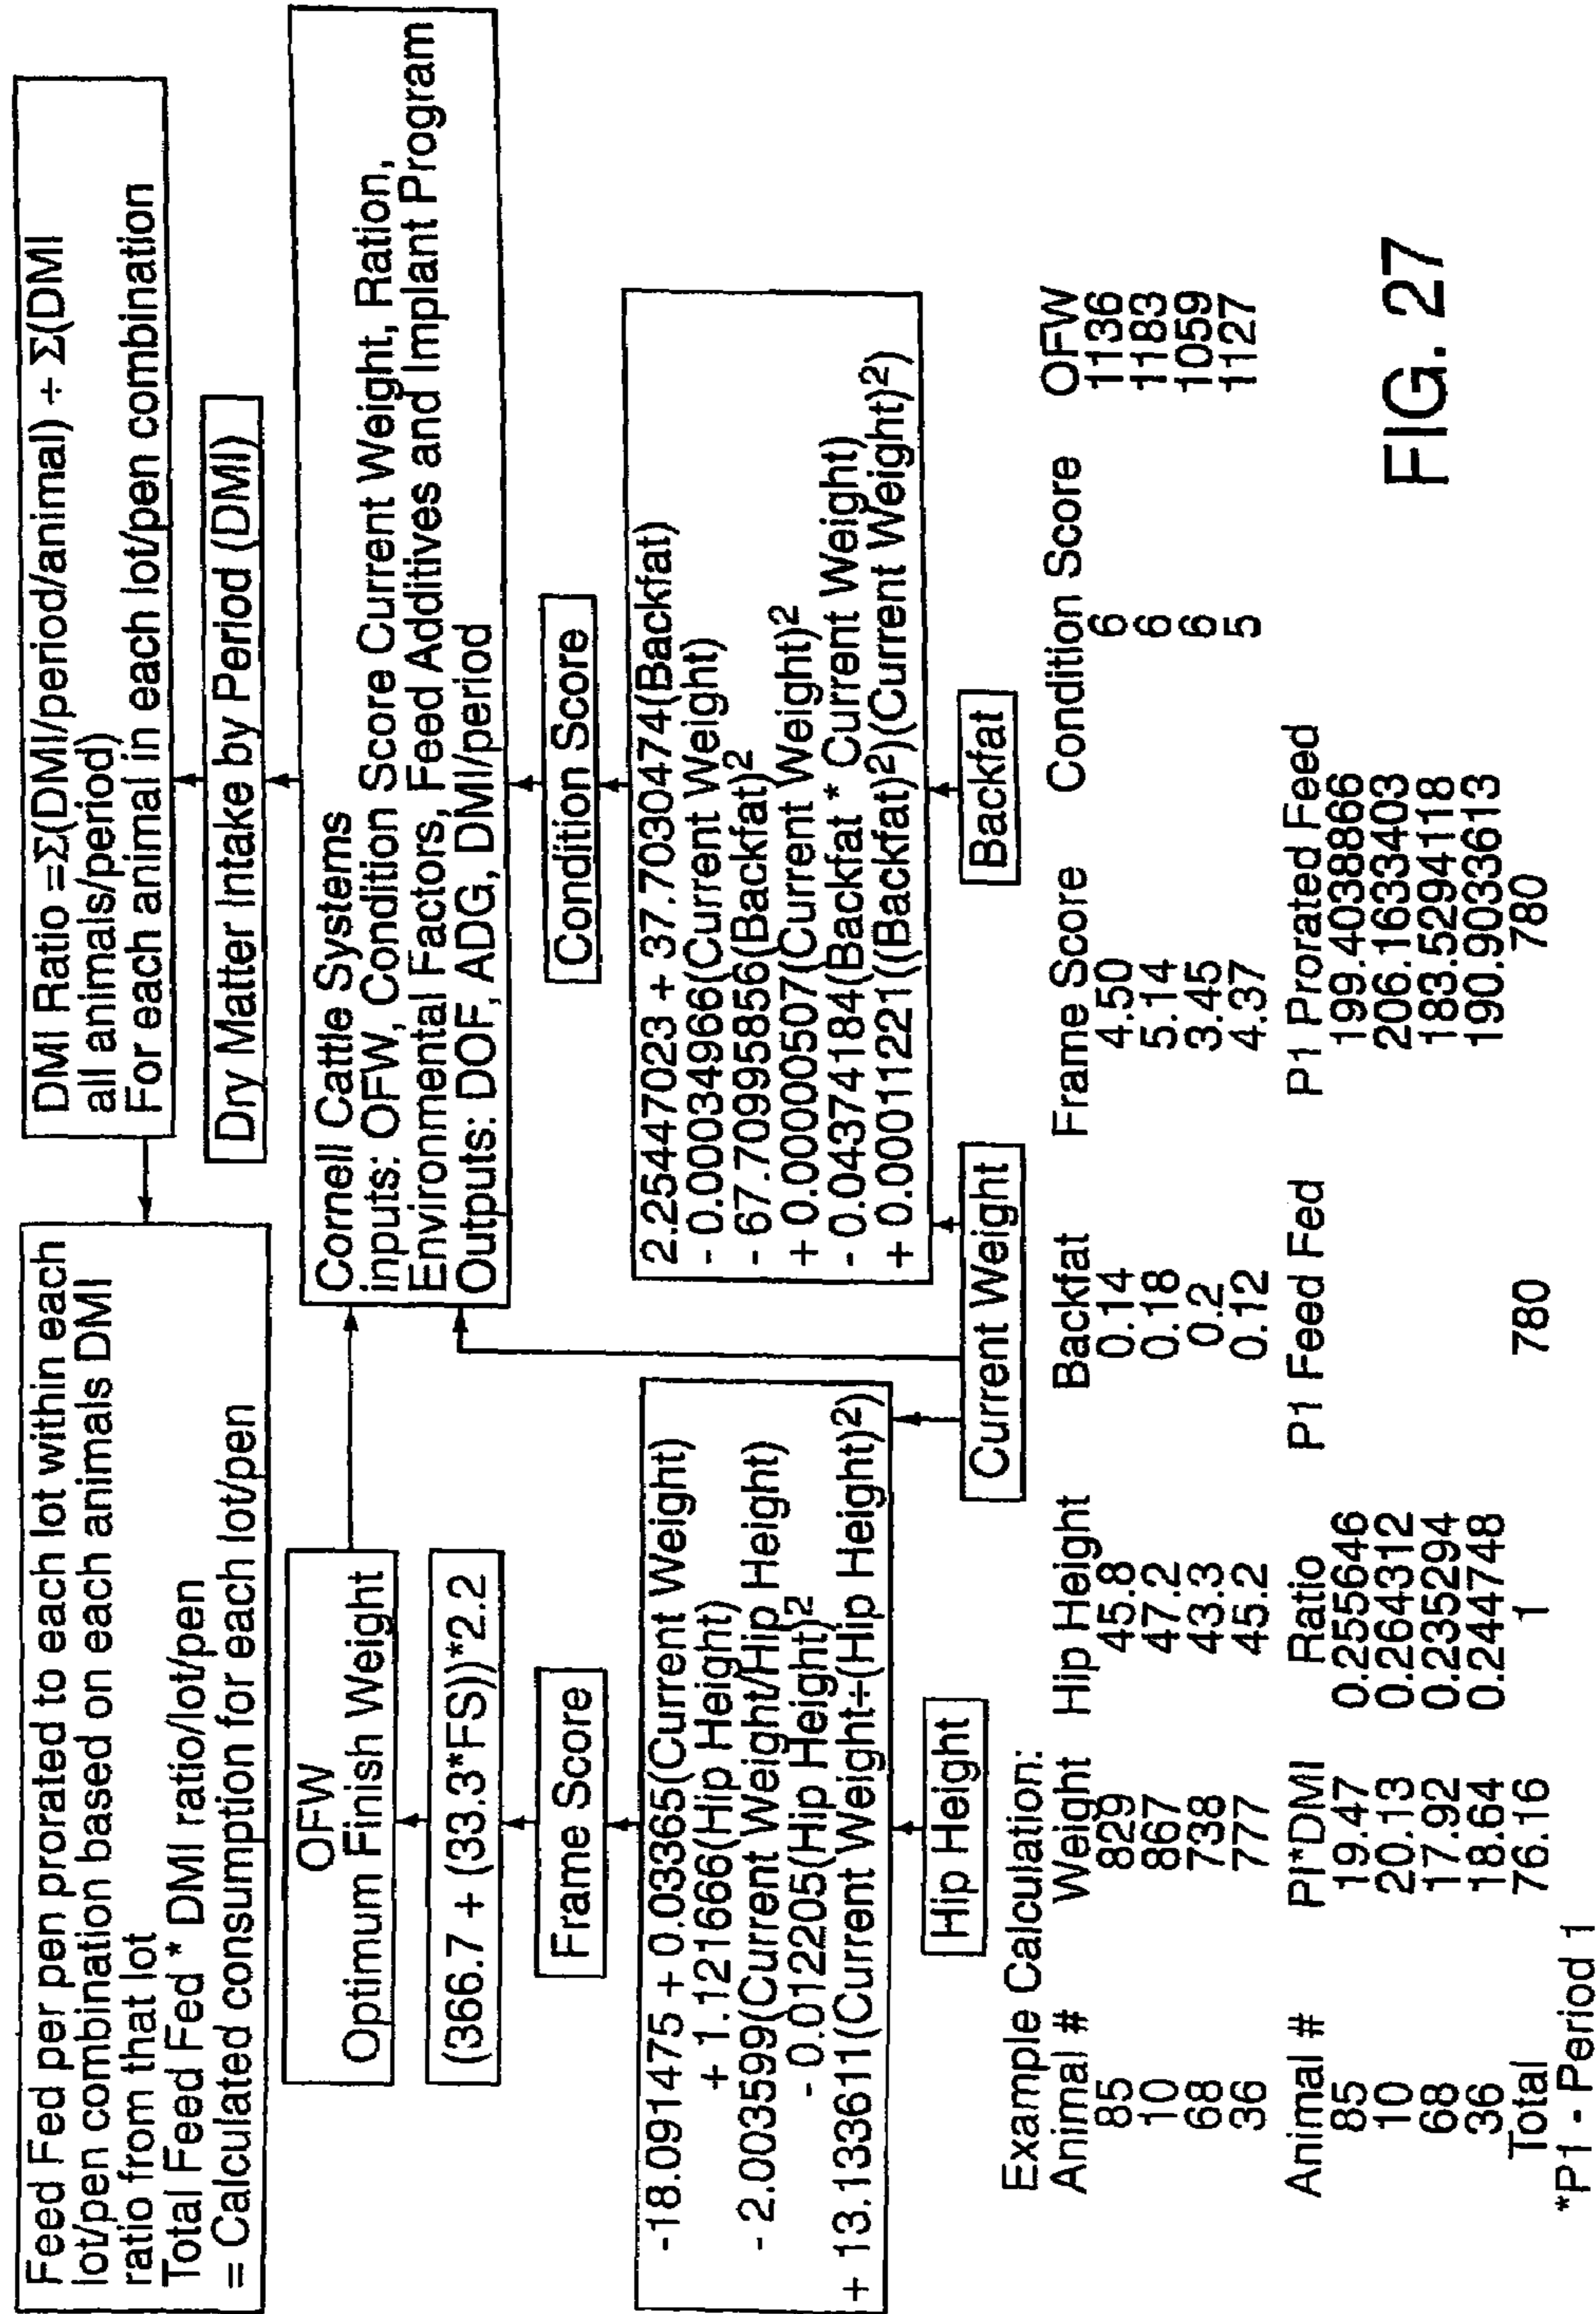 Feed Fed per pen prorated to each lot within each
lot/pen combination based on each animals DMI
ratio from that lot
Total Feed Fed * DMI ratio/lot/pen
= Calculated consumption for each lot/pen
DMI Ratio =Σ(DMI/period/animal) ÷ Σ(DMI
all animals/period)
For each animal in each lot/pen combination
Dry Matter Intake by Period (DMI)
OFW
Optimum Finish Weight
Cornell Cattle Systems
inputs: OFW, Condition Score Current Weight, Ration,
Environmental Factors, Feed Additives and Implant Program
Outputs: DOF, ADG, DMI/period
(366.7 + (33.3*FS))*2.2
Frame Score
Condition Score
-18.091475 + 0.03365(Current Weight)
+ 1.121666(Hip Height)
- 2.003599(Current Weight/Hip Height)
- 0.012205(Hip Height)2
+ 13.133611(Current Weight÷(Hip Height)2)
2.25447023 + 37.7030474(Backfat)
- 0.00034966(Current Weight)
- 67.70995856(Backfat)2
+ 0.00000507(Current Weight)2
- 0.04374184(Backfat * Current Weight)
+ 0.00011221((Backfat)2)(Current Weight)2)
Hip Height
Current Weight
Backfat
Example Calculation:
Animal # Weight Hip Height Backfat Frame Score Condition Score OFW
85 829 45.8 0.14 4.50 6 1136
10 867 47.2 0.18 5.14 6 1183
68 738 43.3 0.2 3.45 6 1059
36 777 45.2 0.12 4.37 5 1127
Animal # PI*DMI Ratio P1 Feed Fed P1 Prorated Feed
85 19.47 0.255646 199.4038866
10 20.13 0.264312 206.1633403
68 17.92 0.235294 183.5294118
36 18.64 0.244748 190.9033613
Total 76.16 1 780 780
*P1 - Period 1
FIG. 27